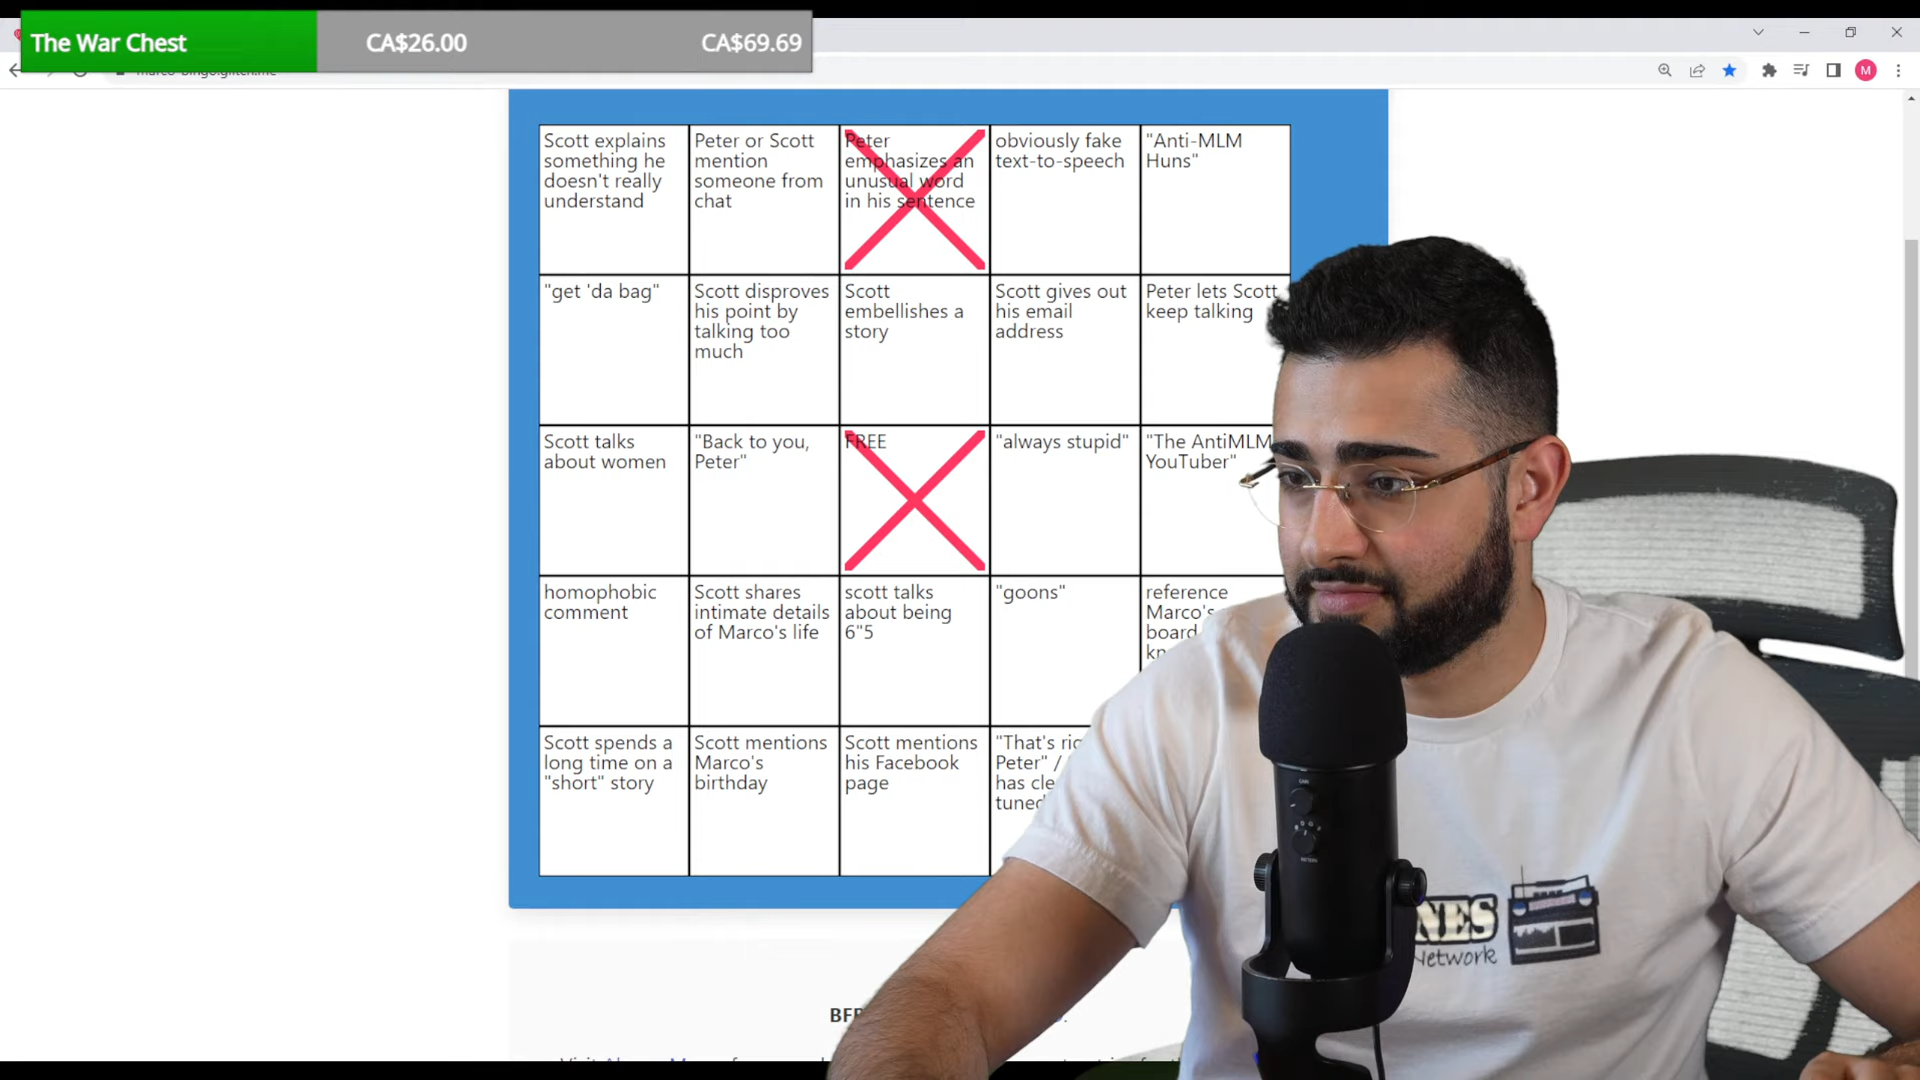 The War Chest
CA$26.00
CA$69.69
M
Scott explains
something he
doesn't really
understand
Peter or Scott
mention
someone from
chat
Peter
emphasizes an
unusual word
in his sentence
obviously fake
text-to-speech
"Anti-MLM
Huns"
"get 'da bag"
Scott disproves
his point by
talking too
much
Scott
embellishes a
story
Scott gives out
his email
address
Peter lets Scott
keep talking
Scott talks
about women
"Back to you,
Peter"
FREE
"always stupid"
"The AntiMLM
YouTuber"
homophobic
comment
Scott shares
intimate details
of Marco's life
scott talks
about being
6"5
"goons"
reference
Marco's
board
Scott spends a
long time on a
"short" story
Scott mentions
Marco's
birthday
Scott mentions
his Facebook
page
"That's
Peter" /
has
tuned
Network